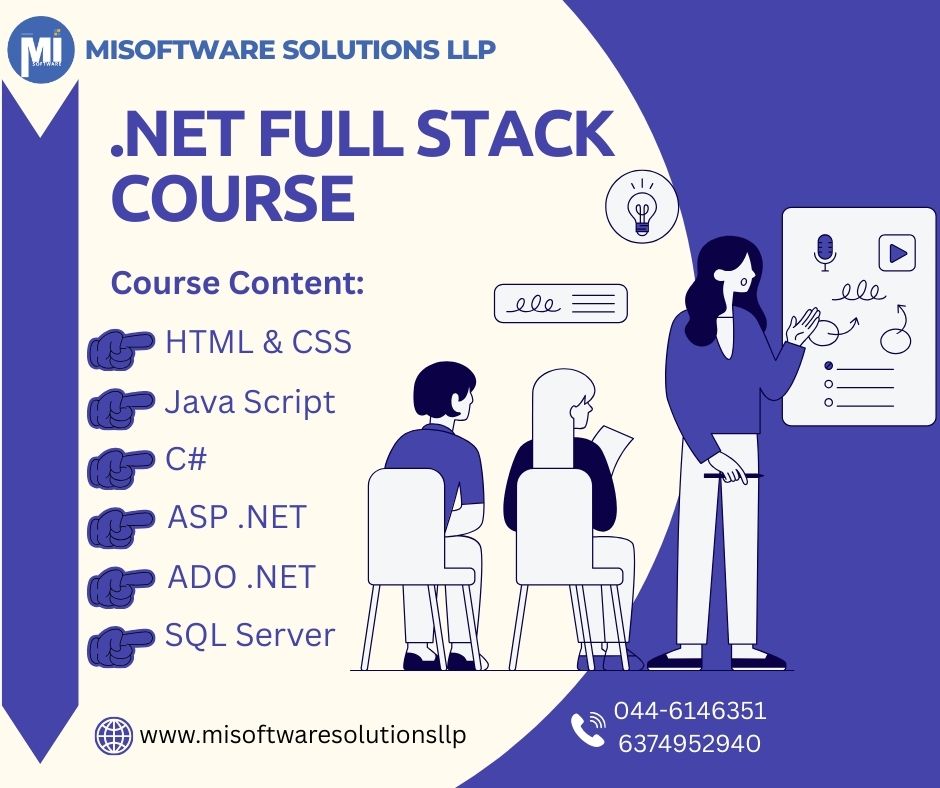 Mi
SOFTWARE
MISOFTWARE SOLUTIONS LLP
.NET FULL STACK
COURSE
Course Content:
HTML & CSS
Java Script
C#
ASP .NET
ADO .NET
SQL Server
www.misoftwaresolutionsllp
044-6146351
6374952940